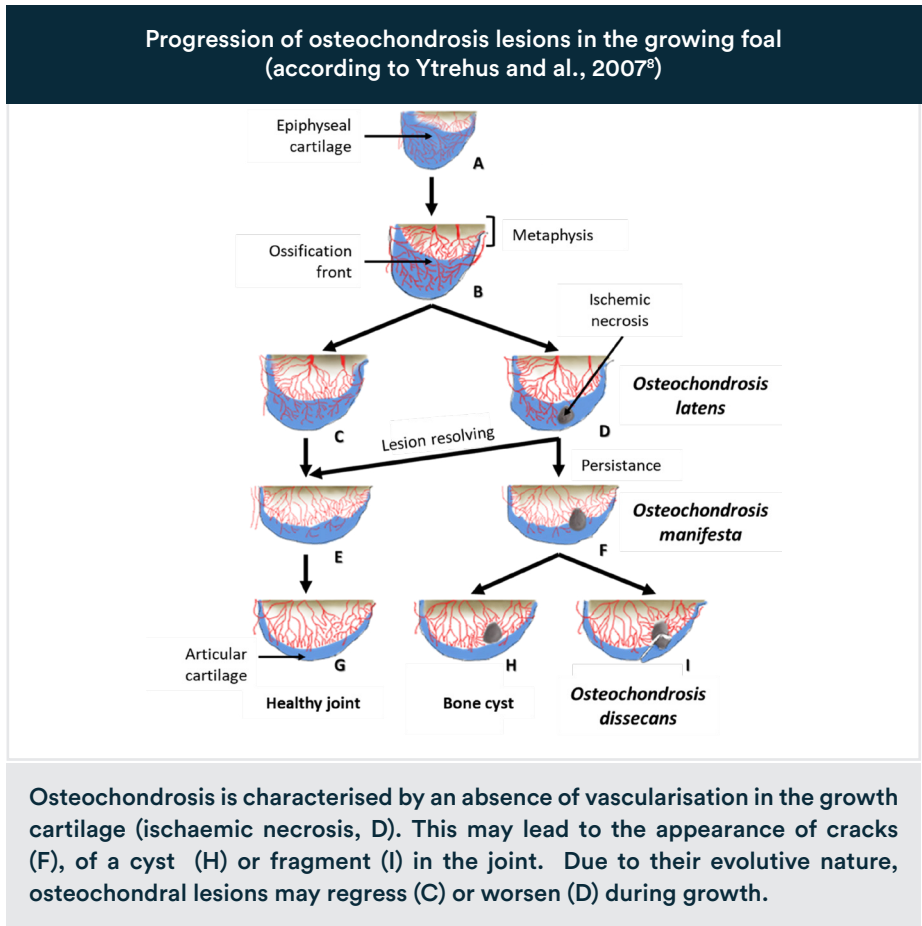 Progression of osteochondrosis lesions in the growing foal
(according to Ytrehus and al., 2007⁸)
Epiphyseal
cartilage
A
Metaphysis
Ossification
front
B
Ischemic
necrosis
C
D
Osteochondrosis
latens
Lesion resolving
Persistance
E
F
Osteochondrosis
manifesta
Articular
cartilage
G
H
I
Healthy joint
Bone cyst
Osteochondrosis
dissecans
Osteochondrosis is characterised by an absence of vascularisation in the growth
cartilage (ischaemic necrosis, D). This may lead to the appearance of cracks
(F), of a cyst (H) or fragment (I) in the joint. Due to their evolutive nature,
osteochondral lesions may regress (C) or worsen (D) during growth.